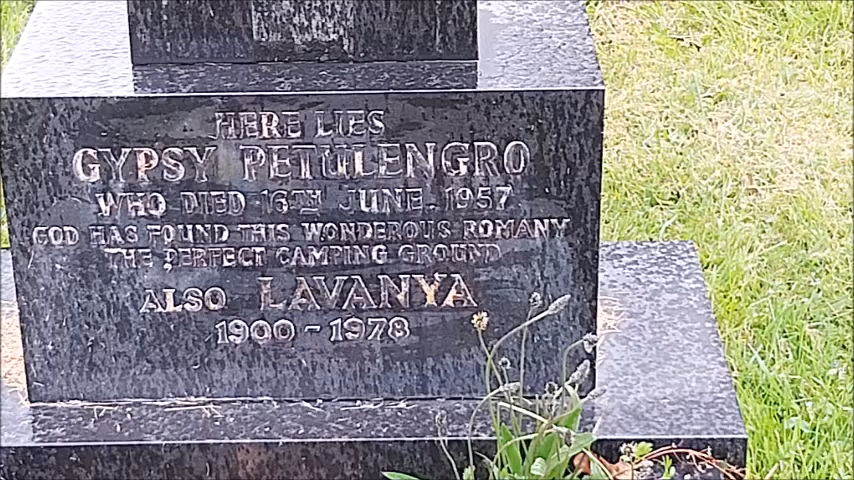 HERE LIES
GYPSY PETULENGRO
WHO DIED 16TH JUNE. 1957
GOD HAS FOUND THIS WONDEROUS ROMANY
THE PERFECT CAMPING GROUND
ALSO LAVANYA
1900 - 1978